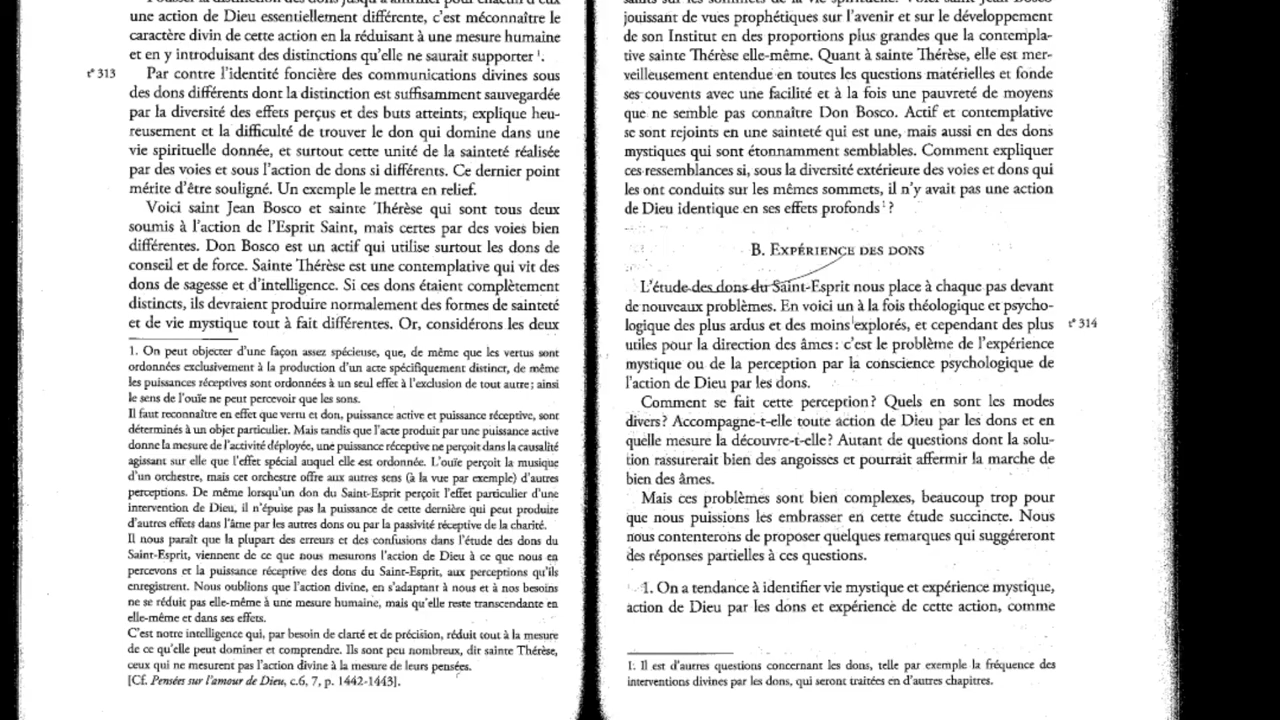 une action de Dieu essentiellement différente, c'est méconnaître le
caractère divin de cette action en la réduisant à une mesure humaine
et en y introduisant des distinctions qu'elle ne saurait supporter ¹.
rº 313
Par contre l'identité foncière des communications divines sous
des dons différents dont la distinction est suffisamment sauvegardée
par la diversité des effets perçus et des buts atteints, explique heu-
reusement et la difficulté de trouver le don qui domine dans une
vie spirituelle donnée, et surtout cette unité de la sainteté réalisée
par des voies et sous l'action de dons si différents. Ce dernier point
mérite d'être souligné. Un exemple le mettra en relief.
Voici saint Jean Bosco et sainte Thérèse qui sont tous deux
soumis à l'action de l'Esprit Saint, mais certes par des voies bien
différentes. Don Bosco est un actif qui utilise surtout les dons de
conseil et de force. Sainte Thérèse est une contemplative qui vit des
dons de sagesse et d'intelligence. Si ces dons étaient complètement
distincts, ils devraient produire normalement des formes de sainteté
et de vie mystique tout à fait différentes. Or, considérons les deux
1. On peut objecter d'une façon assez spécieuse, que, de même que les vertus sont
ordonnées exclusivement à la production d'un acte spécifiquement distinct, de même
les puissances réceptives sont ordonnées à un seul effet à l'exclusion de tout autre; ainsi
le sens de l'ouïe ne peut percevoir que les sons.
Il faut reconnaître en effet que vertu et don, puissance active et puissance réceptive, sont
déterminés à un objet particulier. Mais tandis que l'acte produit par une puissance active
donne la mesure de l'activité déployée, une puissance réceptive ne perçoit dans la causalité
agissant sur elle que l'effet spécial auquel elle est ordonnée. L'ouïe perçoit la musique
d'un orchestre, mais cet orchestre offre aux autres sens (à la vue par exemple) d'autres
perceptions. De même lorsqu'un don du Saint-Esprit perçoit l'effet particulier d'une
intervention de Dieu, il n'épuise pas la puissance de cette dernière qui peut produire
d'autres effets dans l'âme par les autres dons ou par la passivité réceptive de la charité.
Il nous paraît que la plupart des erreurs et des confusions dans l'étude des dons du
Saint-Esprit, viennent de ce que nous mesurons l'action de Dieu à ce que nous en
percevons et la puissance réceptive des dons du Saint-Esprit, aux perceptions qu'ils
enregistrent. Nous oublions que l'action divine, en s'adaptant à nous et à nos besoins
ne se réduit pas elle-même à une mesure humaine, mais qu'elle reste transcendante en
elle-même et dans ses effets.
C'est notre intelligence qui, par besoin de clarté et de précision, réduit tout à la mesure
de ce qu'elle peut dominer et comprendre. Ils sont peu nombreux, dit sainte Thérèse,
ceux qui ne mesurent pas l'action divine à la mesure de leurs pensées.
[Cf. Pensées sur l'amour de Dieu, c.6, 7, p. 1442-1443].
jouissant de vues prophétiques sur l'avenir et sur le développement
de son Institut en des proportions plus grandes que la contempla-
tive sainte Thérèse elle-même. Quant à sainte Thérèse, elle est mer-
veilleusement entendue en toutes les questions matérielles et fonde
ses couvents avec une facilité et à la fois une pauvreté de moyens
que ne semble pas connaître Don Bosco. Actif et contemplative
se sont rejoints en une sainteté qui est une, mais aussi en des dons
mystiques qui sont étonnamment semblables. Comment expliquer
ces ressemblances si, sous la diversité extérieure des voies et dons qui
les ont conduits sur les mêmes sommets, il n'y avait pas une action
de Dieu identique en ses effets profonds ¹ ?
B. EXPÉRIENCE DES DONS
L'étude des dons du Saint-Esprit nous place à chaque pas devant
de nouveaux problèmes. En voici un à la fois théologique et psycho-
logique des plus ardus et des moins explorés, et cependant des plus
rº 314
utiles pour la direction des âmes : c'est le problème de l'expérience
mystique ou de la perception par la conscience psychologique de
l'action de Dieu par les dons.
Comment se fait cette perception ? Quels en sont les modes
divers ? Accompagne-t-elle toute action de Dieu par les dons et en
quelle mesure la découvre-t-elle ? Autant de questions dont la solu-
tion rassurerait bien des angoisses et pourrait affermir la marche de
bien des âmes.
Mais ces problèmes sont bien complexes, beaucoup trop pour
que nous puissions les embrasser en cette étude succincte. Nous
nous contenterons de proposer quelques remarques qui suggéreront
des réponses partielles à ces questions.
1. On a tendance à identifier vie mystique et expérience mystique,
action de Dieu par les dons et expérience de cette action, comme
1. Il est d'autres questions concernant les dons, telle par exemple la fréquence des
interventions divines par les dons, qui seront traitées en d'autres chapitres.